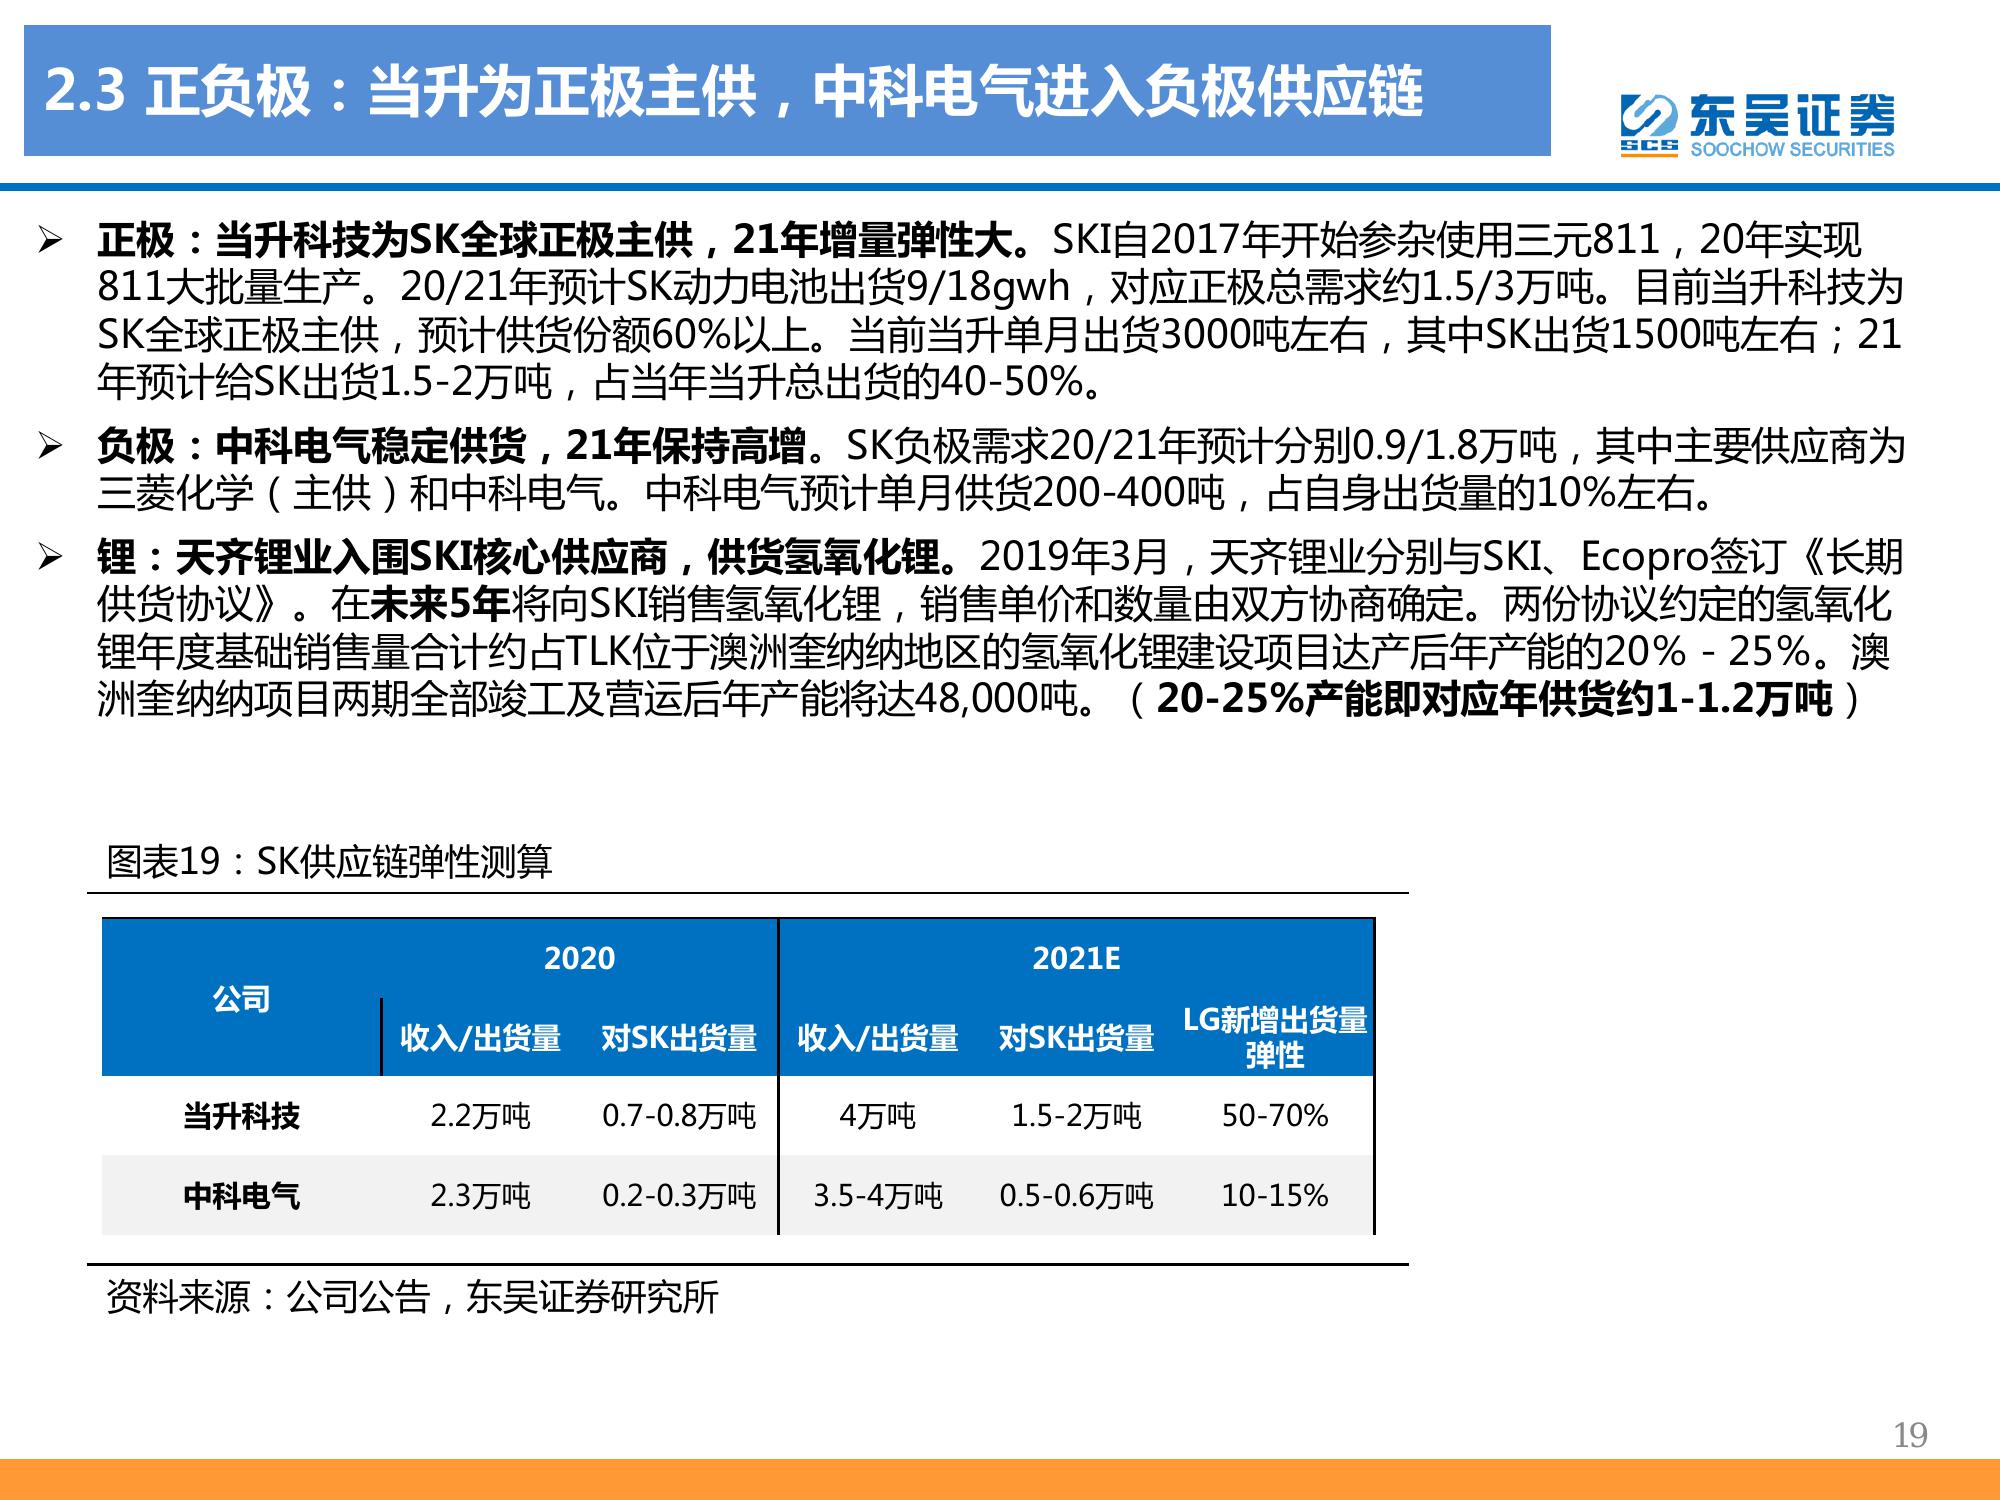 2.3 正负极：当升为正极主供，中科电气进入负极供应链
东吴证券
SCS
SOOCHOW SECURITIES
➢ 正极：当升科技为SK全球正极主供，21年增量弹性大。SKI自2017年开始参杂使用三元811，20年实现
811大批量生产。20/21年预计SK动力电池出货9/18gwh，对应正极总需求约1.5/3万吨。目前当升科技为
SK全球正极主供，预计供货份额60%以上。当前当升单月出货3000吨左右，其中SK出货1500吨左右；21
年预计给SK出货1.5-2万吨，占当年当升总出货的40-50%。
➢ 负极：中科电气稳定供货，21年保持高增。SK负极需求20/21年预计分别0.9/1.8万吨，其中主要供应商为
三菱化学（主供）和中科电气。中科电气预计单月供货200-400吨，占自身出货量的10%左右。
➢ 锂：天齐锂业入围SKI核心供应商，供货氢氧化锂。2019年3月，天齐锂业分别与SKI、Ecopro签订《长期
供货协议》。在未来5年将向SKI销售氢氧化锂，销售单价和数量由双方协商确定。两份协议约定的氢氧化
锂年度基础销售量合计约占TLK位于澳洲奎纳纳地区的氢氧化锂建设项目达产后年产能的20%－25%。澳
洲奎纳纳项目两期全部竣工及营运后年产能将达48,000吨。（20-25%产能即对应年供货约1-1.2万吨）
图表19：SK供应链弹性测算
公司 2020 2021E
收入/出货量 对SK出货量 收入/出货量 对SK出货量 LG新增出货量
弹性
当升科技 2.2万吨 0.7-0.8万吨 4万吨 1.5-2万吨 50-70%
中科电气 2.3万吨 0.2-0.3万吨 3.5-4万吨 0.5-0.6万吨 10-15%
资料来源：公司公告，东吴证券研究所
19